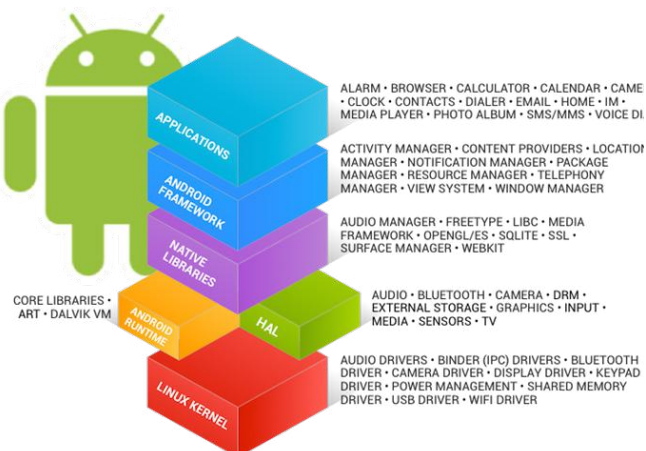 ALARM • BROWSER • CALCULATOR • CALENDAR •
• CLOCK • CONTACTS • DIALER • EMAIL • HOME • IM •
MEDIA PLAYER • PHOTO ALBUM • SMS/MMS • VOICE
APPLICATIONS
ACTIVITY MANAGER • CONTENT PROVIDERS • LOCATION
MANAGER • NOTIFICATION MANAGER • PACKAGE
MANAGER • RESOURCE MANAGER • TELEPHONY
MANAGER • VIEW SYSTEM • WINDOW MANAGER
ANDROID
FRAMEWORK
AUDIO MANAGER • FREETYPE • LIBC • MEDIA
FRAMEWORK • OPENGL/ES • SQLITE • SSL •
SURFACE MANAGER • WEBKIT
NATIVE
LIBRARIES
CORE LIBRARIES •
ART • DALVIK VM
ANDROID
RUNTIME
HAL
AUDIO • BLUETOOTH • CAMERA • DRM •
EXTERNAL STORAGE • GRAPHICS • INPUT •
MEDIA • SENSORS • TV
AUDIO DRIVERS • BINDER (IPC) DRIVERS • BLUETOOTH
DRIVER • CAMERA DRIVER • DISPLAY DRIVER • KEYPAD
DRIVER • POWER MANAGEMENT • SHARED MEMORY
DRIVER • USB DRIVER • WIFI DRIVER
LINUX KERNEL